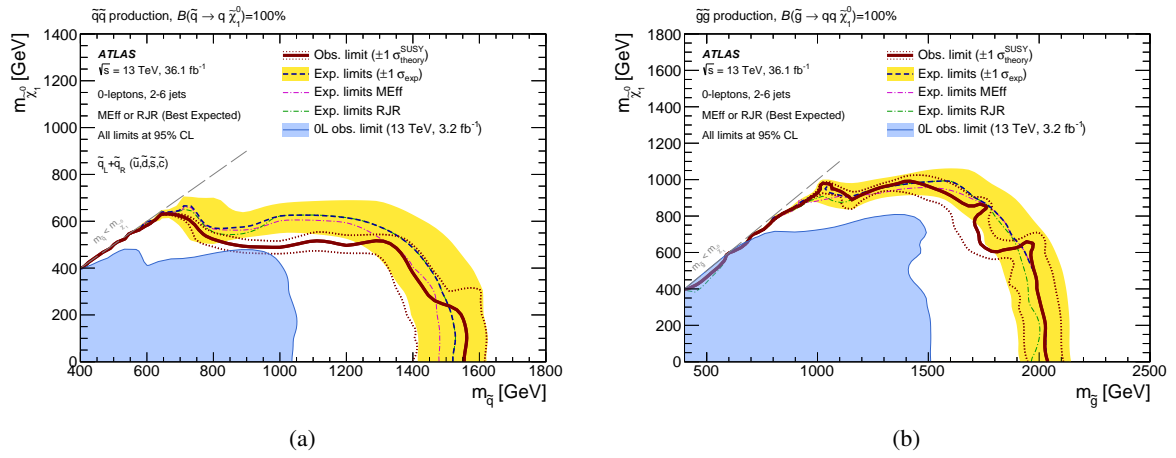 q̃q̃ production, B(q̃ → q χ̃₁⁰)=100%
m_χ̃₁⁰ [GeV]
1400
1200
1000
800
600
400
200
0
ATLAS
√s = 13 TeV, 36.1 fb⁻¹
0-leptons, 2-6 jets
MEff or RJR (Best Expected)
All limits at 95% CL
q̃_L+q̃_R (ũ,d̃,s̃,c̃)
Obs. limit (±1 σ_theory^SUSY)
Exp. limits (±1 σ_exp)
Exp. limits MEff
Exp. limits RJR
0L obs. limit (13 TeV, 3.2 fb⁻¹)
m_q̃ < m_χ̃₁⁰
400 600 800 1000 1200 1400 1600 1800
m_q̃ [GeV]
(a)
g̃g̃ production, B(g̃ → qq χ̃₁⁰)=100%
m_χ̃₁⁰ [GeV]
1800
1600
1400
1200
1000
800
600
400
200
0
ATLAS
√s = 13 TeV, 36.1 fb⁻¹
0-leptons, 2-6 jets
MEff or RJR (Best Expected)
All limits at 95% CL
Obs. limit (±1 σ_theory^SUSY)
Exp. limits (±1 σ_exp)
Exp. limits MEff
Exp. limits RJR
0L obs. limit (13 TeV, 3.2 fb⁻¹)
m_g̃ < m_χ̃₁⁰
500 1000 1500 2000 2500
m_g̃ [GeV]
(b)